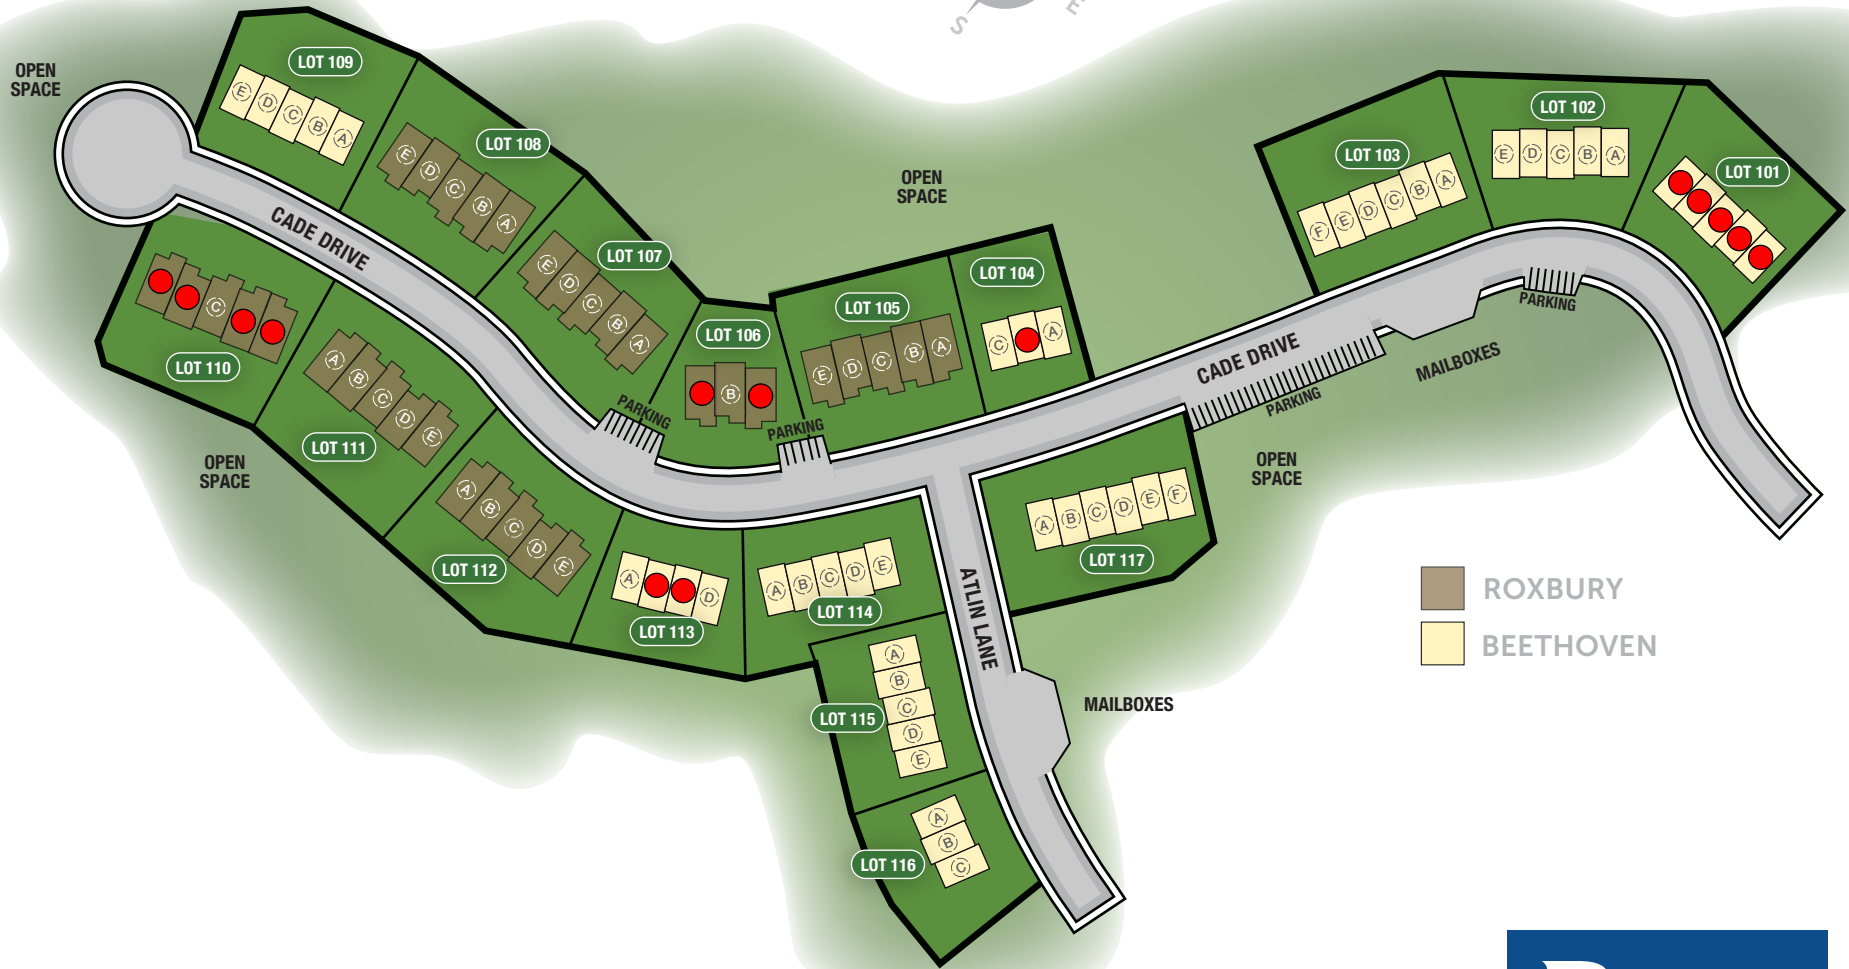 S
E
OPEN
SPACE
LOT 109
E D C B A
LOT 108
E D C B A
CADE DRIVE
LOT 107
E D C B A
LOT 110
C
LOT 106
B
PARKING
LOT 105
E D C B A
PARKING
LOT 104
C A
OPEN
SPACE
LOT 103
F E D C B A
LOT 102
E D C B A
LOT 101
PARKING
CADE DRIVE
PARKING
MAILBOXES
LOT 111
A B C D E
OPEN
SPACE
LOT 112
A B C D E
LOT 113
A D
LOT 114
A B C D E
ATLIN LANE
LOT 117
A B C D E F
OPEN
SPACE
LOT 115
A
B
C
D
E
MAILBOXES
LOT 116
A
B
C
ROXBURY
BEETHOVEN